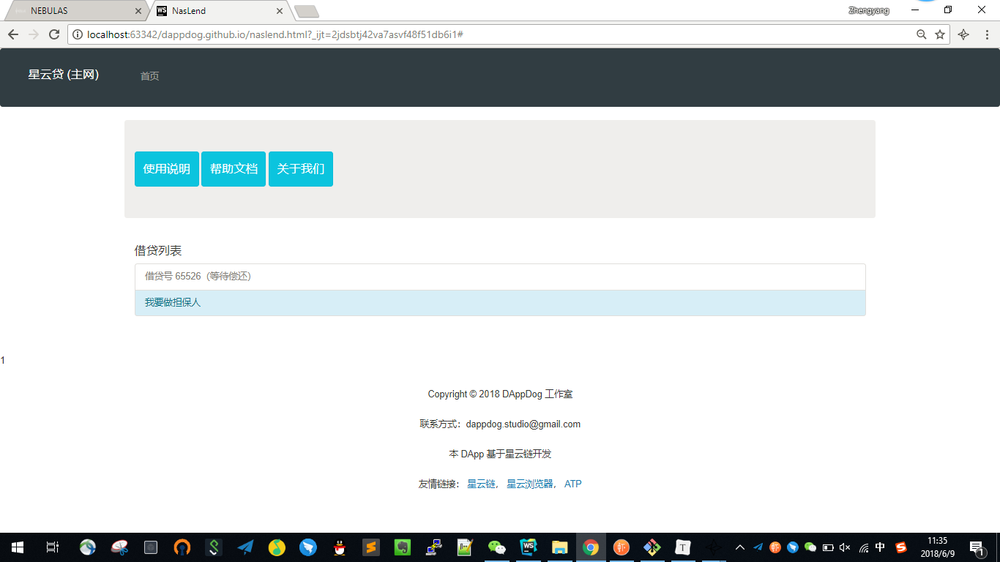 NEBULAS
NasLend
Zhengyang
localhost:63342/dappdog.github.io/naslend.html?_ijt=2jdsbtj42va7asvf48f51db6i1#
星云贷 (主网)
首页
使用说明
帮助文档
关于我们
借贷列表
借贷号 65526（等待偿还）
我要做担保人
1
Copyright © 2018 DAppDog 工作室
联系方式：dappdog.studio@gmail.com
本 DApp 基于星云链开发
友情链接： 星云链， 星云浏览器， ATP
中
11:35
2018/6/9
1